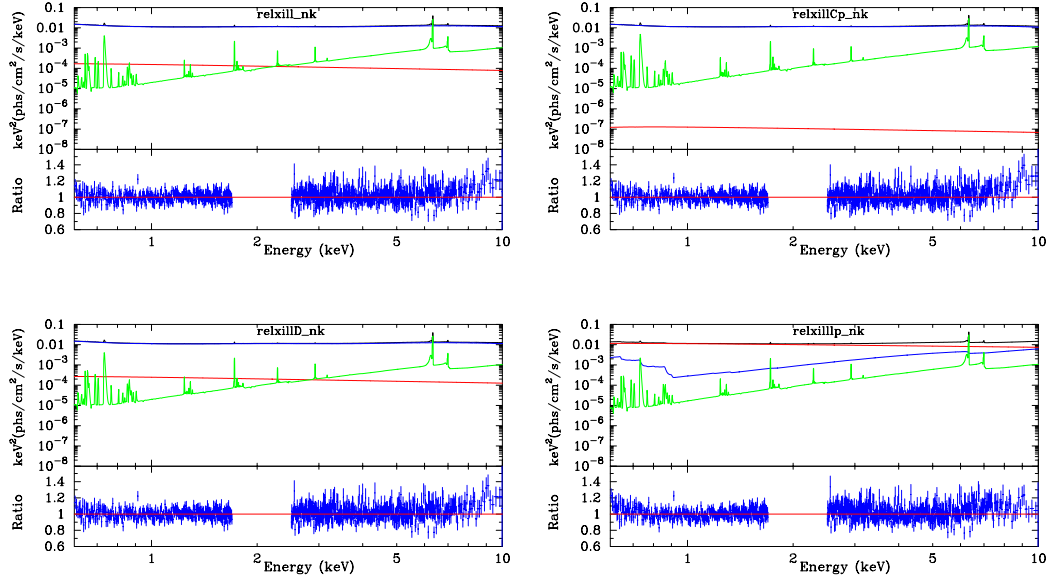 relxill_nk
0.1
0.01
10−3
10−4
10−5
10−6
10−7
10−8
keV2(phs/cm2/s/keV)
1.4
1.2
1
0.8
0.6
Ratio
1 2 5 10
Energy (keV)
relxillCp_nk
0.1
0.01
10−3
10−4
10−5
10−6
10−7
10−8
keV2(phs/cm2/s/keV)
1.4
1.2
1
0.8
0.6
Ratio
1 2 5 10
Energy (keV)
relxillD_nk
0.1
0.01
10−3
10−4
10−5
10−6
10−7
10−8
keV2(phs/cm2/s/keV)
1.4
1.2
1
0.8
0.6
Ratio
1 2 5 10
Energy (keV)
relxilllp_nk
0.1
0.01
10−3
10−4
10−5
10−6
10−7
10−8
keV2(phs/cm2/s/keV)
1.4
1.2
1
0.8
0.6
Ratio
1 2 5 10
Energy (keV)